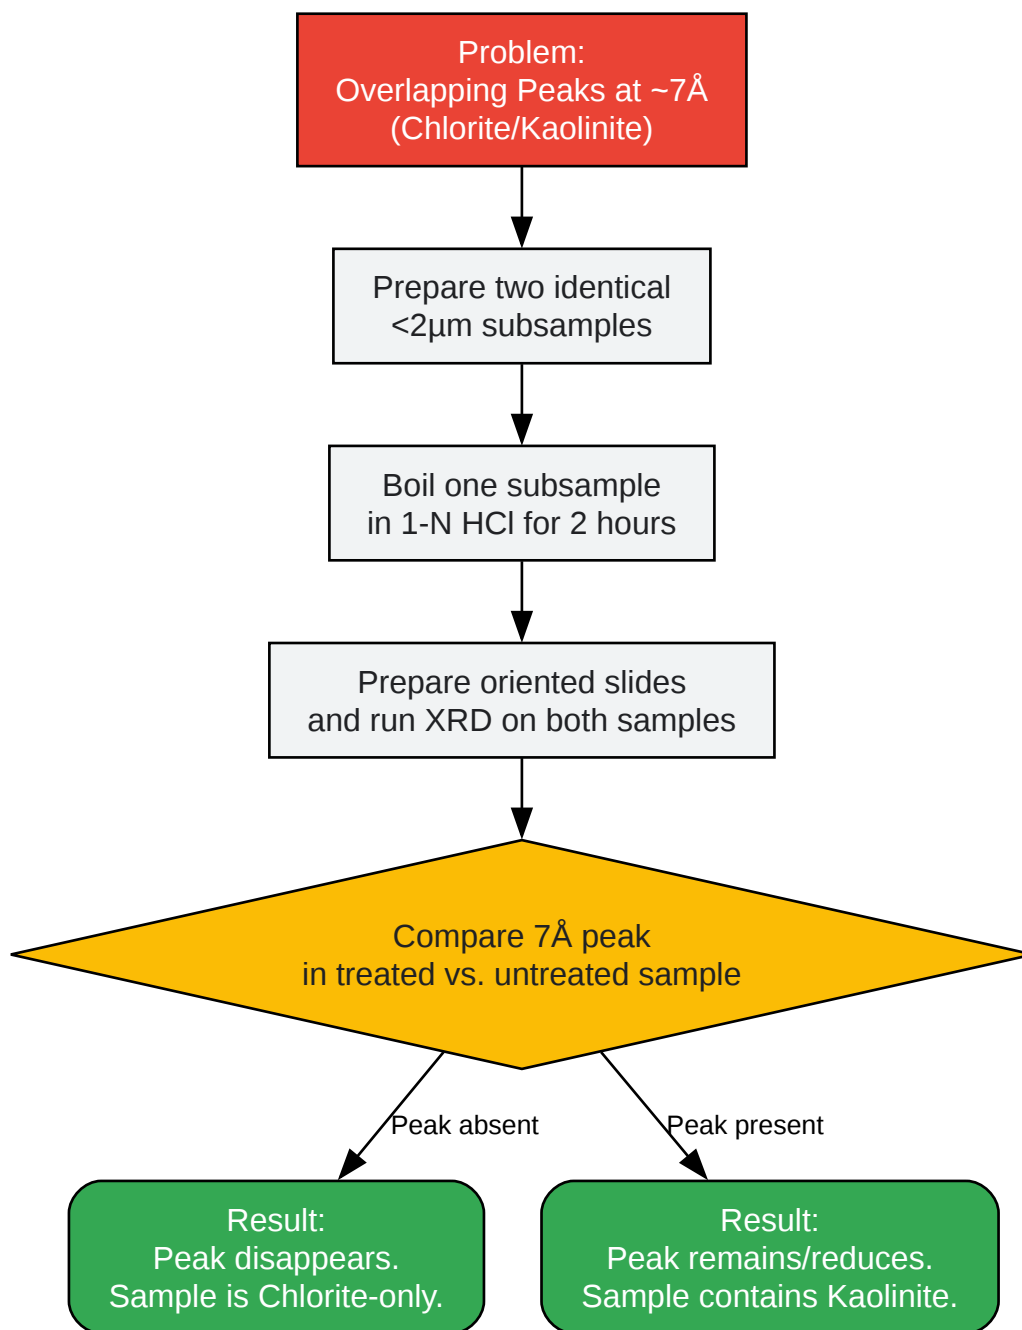 Problem:
Overlapping Peaks at ~7Å
(Chlorite/Kaolinite)
Prepare two identical
<2µm subsamples
Boil one subsample
in 1-N HCl for 2 hours
Prepare oriented slides
and run XRD on both samples
Compare 7Å peak
in treated vs. untreated sample
Peak absent
Peak present
Result:
Peak disappears.
Sample is Chlorite-only.
Result:
Peak remains/reduces.
Sample contains Kaolinite.